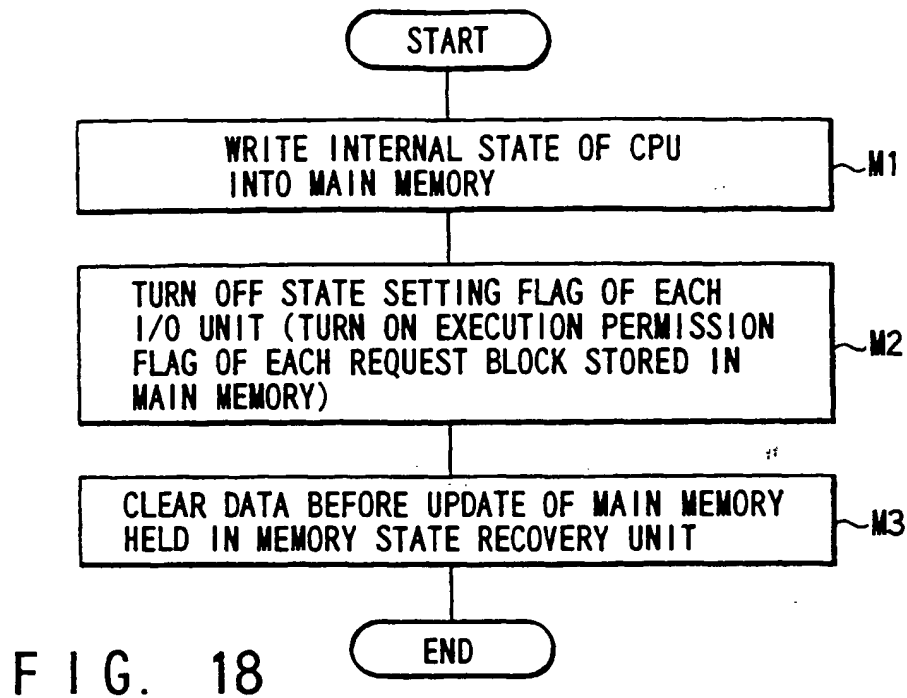 START
WRITE INTERNAL STATE OF CPU
INTO MAIN MEMORY
M1
TURN OFF STATE SETTING FLAG OF EACH
I/O UNIT (TURN ON EXECUTION PERMISSION
FLAG OF EACH REQUEST BLOCK STORED IN
MAIN MEMORY)
M2
CLEAR DATA BEFORE UPDATE OF MAIN MEMORY
HELD IN MEMORY STATE RECOVERY UNIT
M3
END
FIG. 18